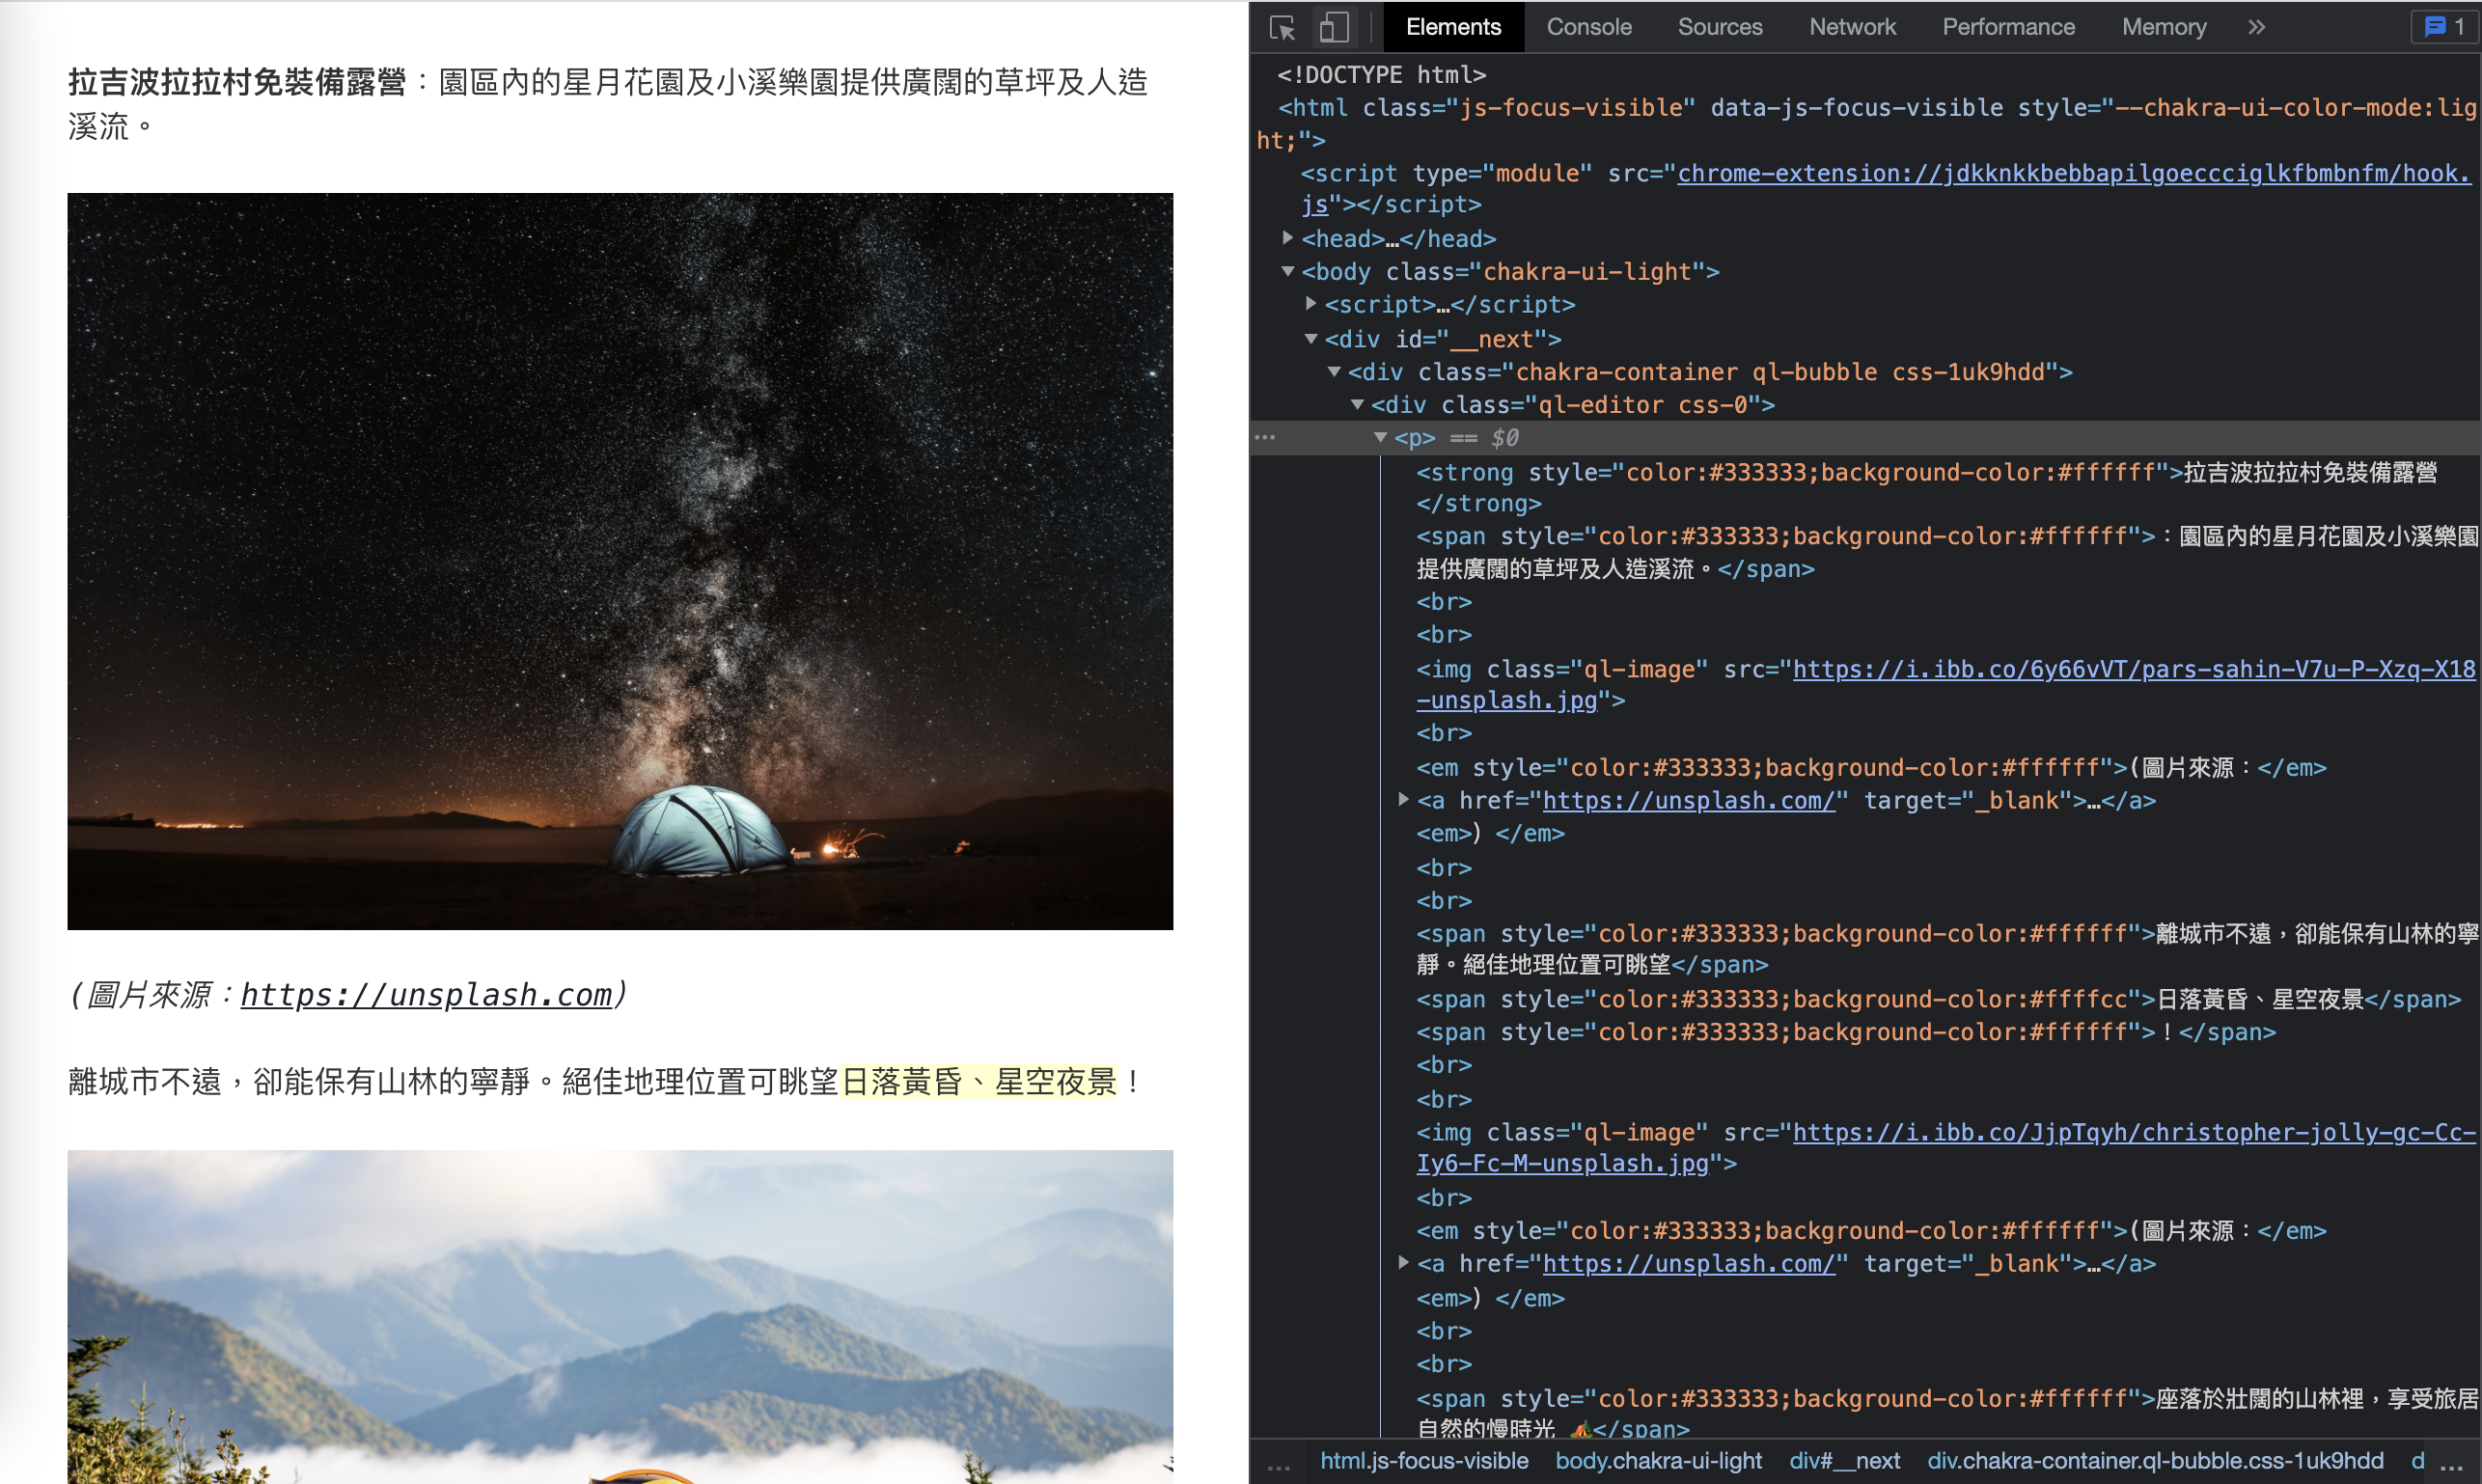 拉吉波拉拉村免裝備露營：園區內的星月花園及小溪樂園提供廣闊的草坪及人造
溪流。
(圖片來源：https://unsplash.com)
離城市不遠，卻能保有山林的寧靜。絕佳地理位置可眺望日落黃昏、星空夜景！
Elements Console Sources Network Performance Memory 1
<!DOCTYPE html>
<html class="js-focus-visible" data-js-focus-visible style="--chakra-ui-color-mode:lig
ht;">
<script type="module" src="chrome-extension://jdkknkkbebbapilgoeccciglkfbmbnfm/hook.
js"></script>
<head>…</head>
<body class="chakra-ui-light">
<script>…</script>
<div id="__next">
<div class="chakra-container ql-bubble css-1uk9hdd">
<div class="ql-editor css-0">
… <p> == $0
<strong style="color:#333333;background-color:#ffffff">拉吉波拉拉村免裝備露營
</strong>
<span style="color:#333333;background-color:#ffffff">：園區內的星月花園及小溪樂園
提供廣闊的草坪及人造溪流。</span>
<br>
<br>
<img class="ql-image" src="https://i.ibb.co/6y66vVT/pars-sahin-V7u-P-Xzq-X18
-unsplash.jpg">
<br>
<em style="color:#333333;background-color:#ffffff">(圖片來源：</em>
<a href="https://unsplash.com/" target="_blank">…</a>
<em>) </em>
<br>
<br>
<span style="color:#333333;background-color:#ffffff">離城市不遠，卻能保有山林的寧
靜。絕佳地理位置可眺望</span>
<span style="color:#333333;background-color:#ffffcc">日落黃昏、星空夜景</span>
<span style="color:#333333;background-color:#ffffff">！</span>
<br>
<br>
<img class="ql-image" src="https://i.ibb.co/JjpTqyh/christopher-jolly-gc-Cc-
Iy6-Fc-M-unsplash.jpg">
<br>
<em style="color:#333333;background-color:#ffffff">(圖片來源：</em>
<a href="https://unsplash.com/" target="_blank">…</a>
<em>) </em>
<br>
<br>
<span style="color:#333333;background-color:#ffffff">座落於壯闊的山林裡，享受旅居
自然的慢時光 🏕️</span>
… html.js-focus-visible body.chakra-ui-light div#__next div.chakra-container.ql-bubble.css-1uk9hdd d …